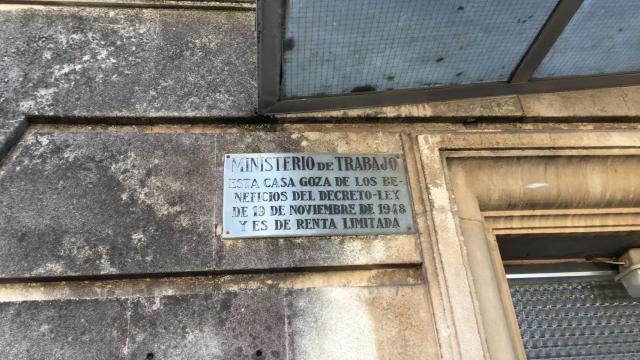 MINISTERIO DE TRABAJO
ESTA CASA GOZA DE LOS BE-
NEFICIOS DEL DECRETO-LEY
DE 19 DE NOVIEMBRE DE 1948
Y ES DE RENTA LIMITADA